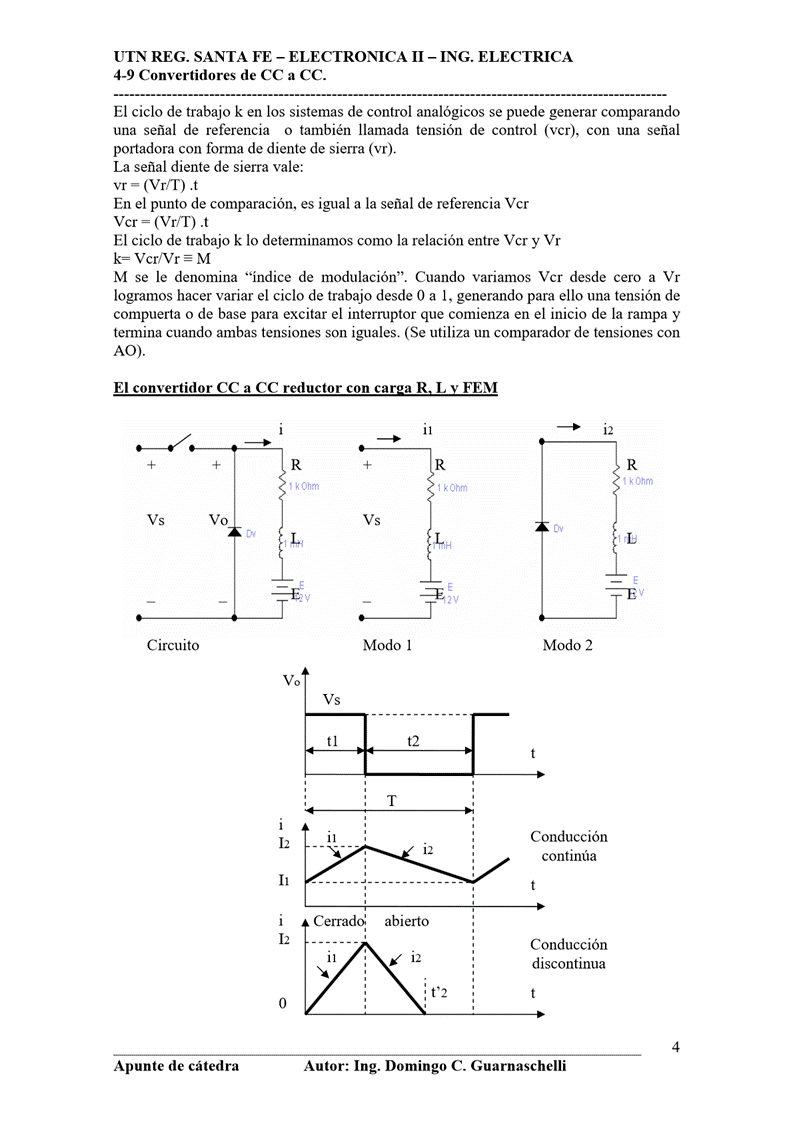 UTN REG. SANTA FE – ELECTRONICA II – ING. ELECTRICA
4-9 Convertidores de CC a CC.
El ciclo de trabajo k en los sistemas de control analógicos se puede generar comparando
una señal de referencia o también llamada tensión de control (vcr), con una señal
portadora con forma de diente de sierra (vr).
La señal diente de sierra vale:
vr = (Vr/T) .t
En el punto de comparación, es igual a la señal de referencia Vcr
Vcr = (Vr/T) .t
El ciclo de trabajo k lo determinamos como la relación entre Vcr y Vr
k= Vcr/Vr ≡ M
M se le denomina “índice de modulación”. Cuando variamos Vcr desde cero a Vr
logramos hacer variar el ciclo de trabajo desde 0 a 1, generando para ello una tensión de
compuerta o de base para excitar el interruptor que comienza en el inicio de la rampa y
termina cuando ambas tensiones son iguales. (Se utiliza un comparador de tensiones con
AO).
El convertidor CC a CC reductor con carga R, L y FEM
i i1 i2
+ + R + R R
1 k Ohm 1 k Ohm 1 k Ohm
Vs Vo Vs
Dv L L Dv L
1 mH 1 mH 1 mH
E E E
– – E – E E
12 V 12 V V
Circuito Modo 1 Modo 2
Vo
Vs
t1 t2
t
T
i
I2 i1 i2 Conducción
continúa
I1 t
i Cerrado abierto
I2 Conducción
i1 i2 discontinua
t’2 t
0
4
Apunte de cátedra Autor: Ing. Domingo C. Guarnaschelli